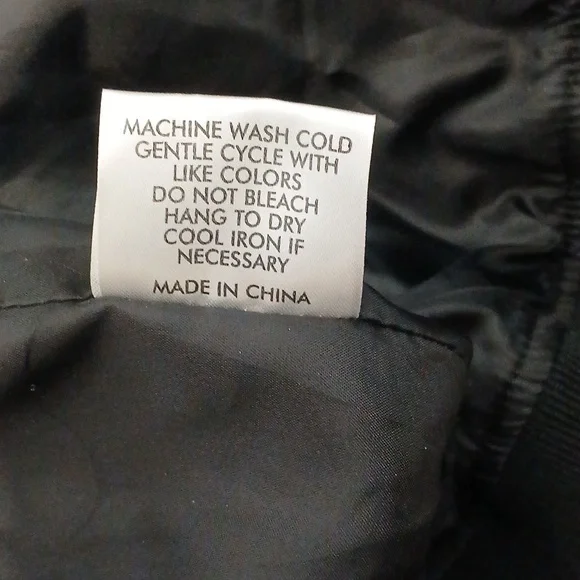 MACHINE WASH COLD
GENTLE CYCLE WITH
LIKE COLORS
DO NOT BLEACH
HANG TO DRY
COOL IRON IF
NECESSARY
MADE IN CHINA